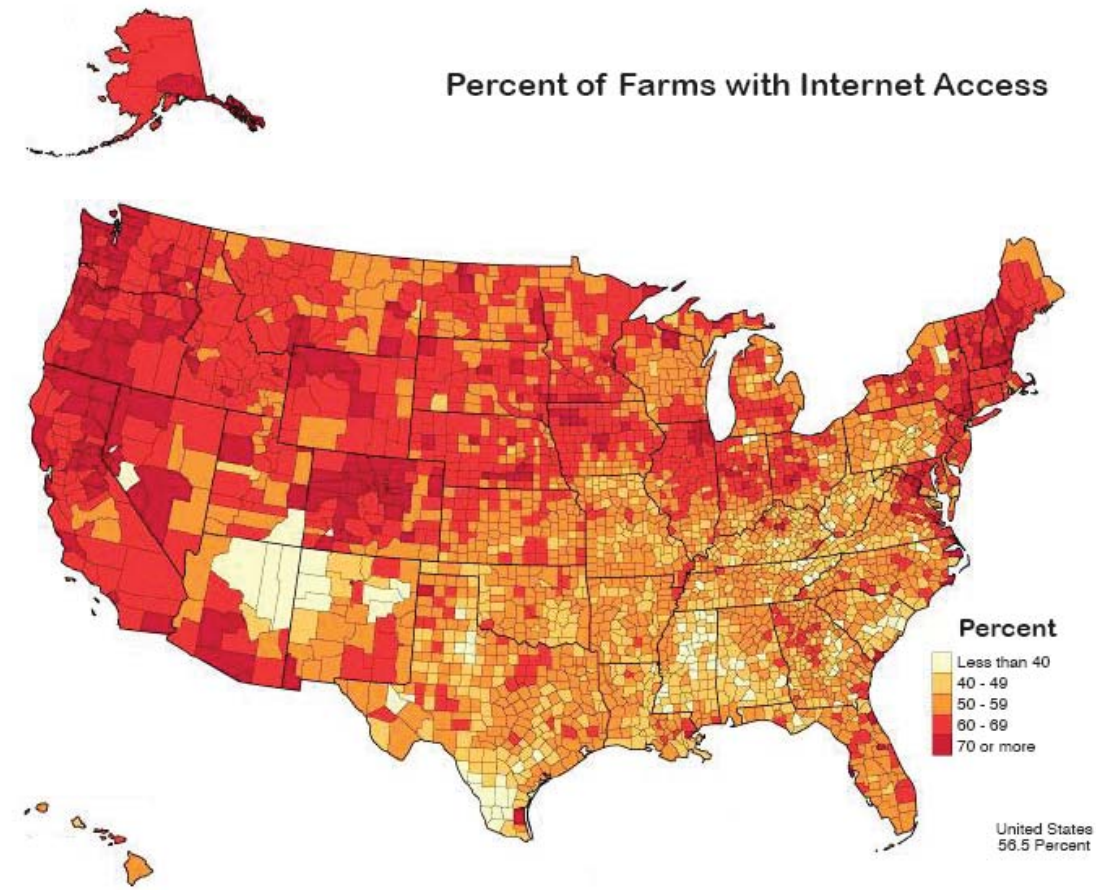 Percent of Farms with Internet Access
Percent
Less than 40
40 - 49
50 - 59
60 - 69
70 or more
United States
56.5 Percent